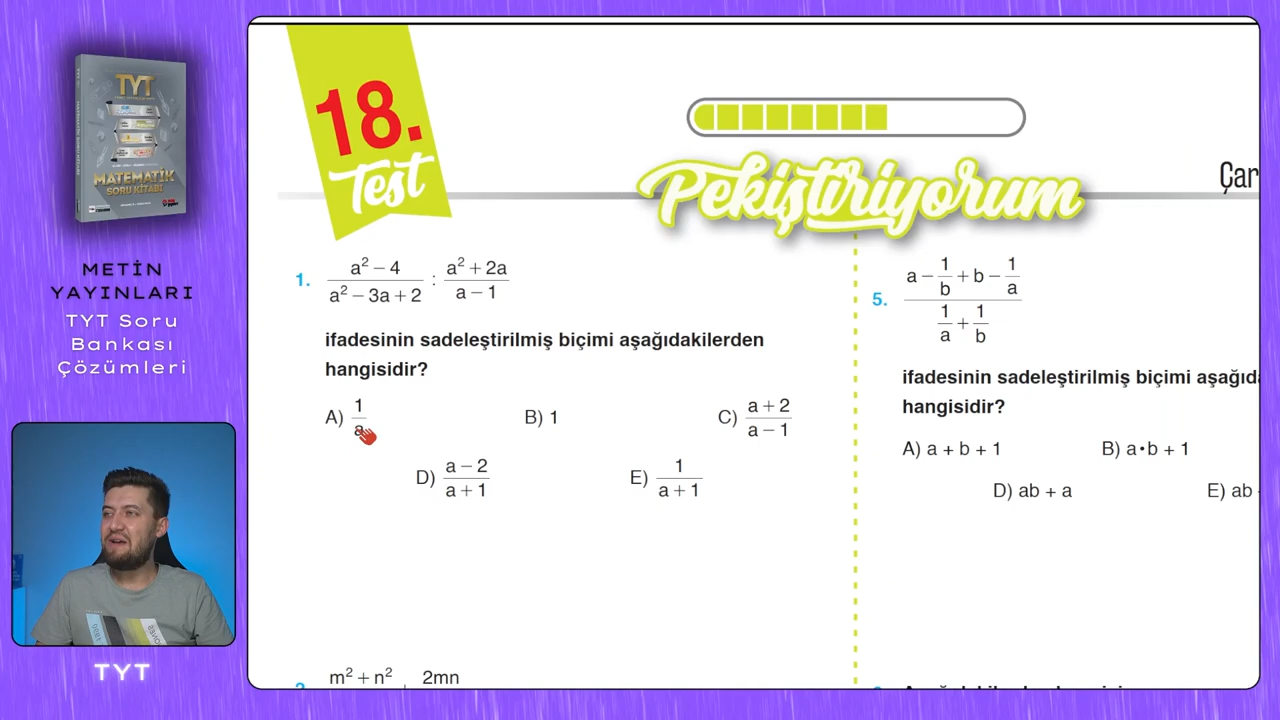 TYT
MATEMATİK
SORU KİTABI
METİN
YAYINLARI
TYT Soru
Bankası
Çözümleri
TYT
18.
Test
Pekiştiriyorum
Çar
1. (a² − 4)/(a² − 3a + 2) : (a² + 2a)/(a − 1)
ifadesinin sadeleştirilmiş biçimi aşağıdakilerden
hangisidir?
A) 1/a B) 1 C) (a + 2)/(a − 1)
D) (a − 2)/(a + 1) E) 1/(a + 1)
m² + n² 2mn
5. (a − 1/b + b − 1/a)/(1/a + 1/b)
ifadesinin sadeleştirilmiş biçimi aşağıda
hangisidir?
A) a + b + 1 B) a • b + 1
D) ab + a E) ab